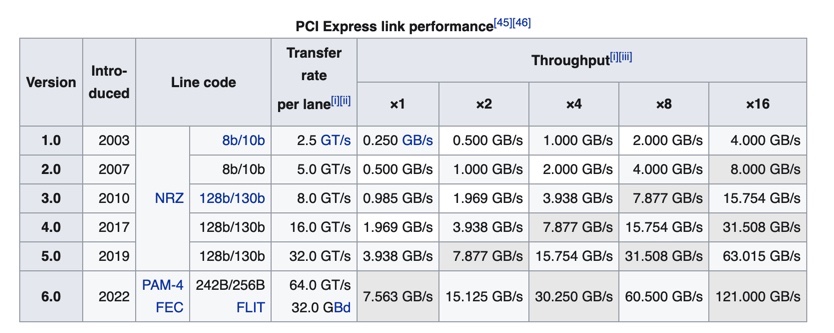 PCI Express link performance[45][46]
Version Intro-duced Line code Transfer rate per lane[i][ii] Throughput[i][iii]
×1 ×2 ×4 ×8 ×16
1.0 2003 NRZ 8b/10b 2.5 GT/s 0.250 GB/s 0.500 GB/s 1.000 GB/s 2.000 GB/s 4.000 GB/s
2.0 2007 8b/10b 5.0 GT/s 0.500 GB/s 1.000 GB/s 2.000 GB/s 4.000 GB/s 8.000 GB/s
3.0 2010 128b/130b 8.0 GT/s 0.985 GB/s 1.969 GB/s 3.938 GB/s 7.877 GB/s 15.754 GB/s
4.0 2017 128b/130b 16.0 GT/s 1.969 GB/s 3.938 GB/s 7.877 GB/s 15.754 GB/s 31.508 GB/s
5.0 2019 128b/130b 32.0 GT/s 3.938 GB/s 7.877 GB/s 15.754 GB/s 31.508 GB/s 63.015 GB/s
6.0 2022 PAM-4 FEC 242B/256B FLIT 64.0 GT/s 32.0 GBd 7.563 GB/s 15.125 GB/s 30.250 GB/s 60.500 GB/s 121.000 GB/s